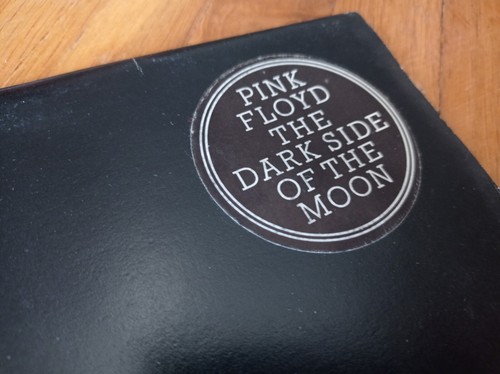 PINK
FLOYD
THE
DARK SIDE
OF THE
MOON